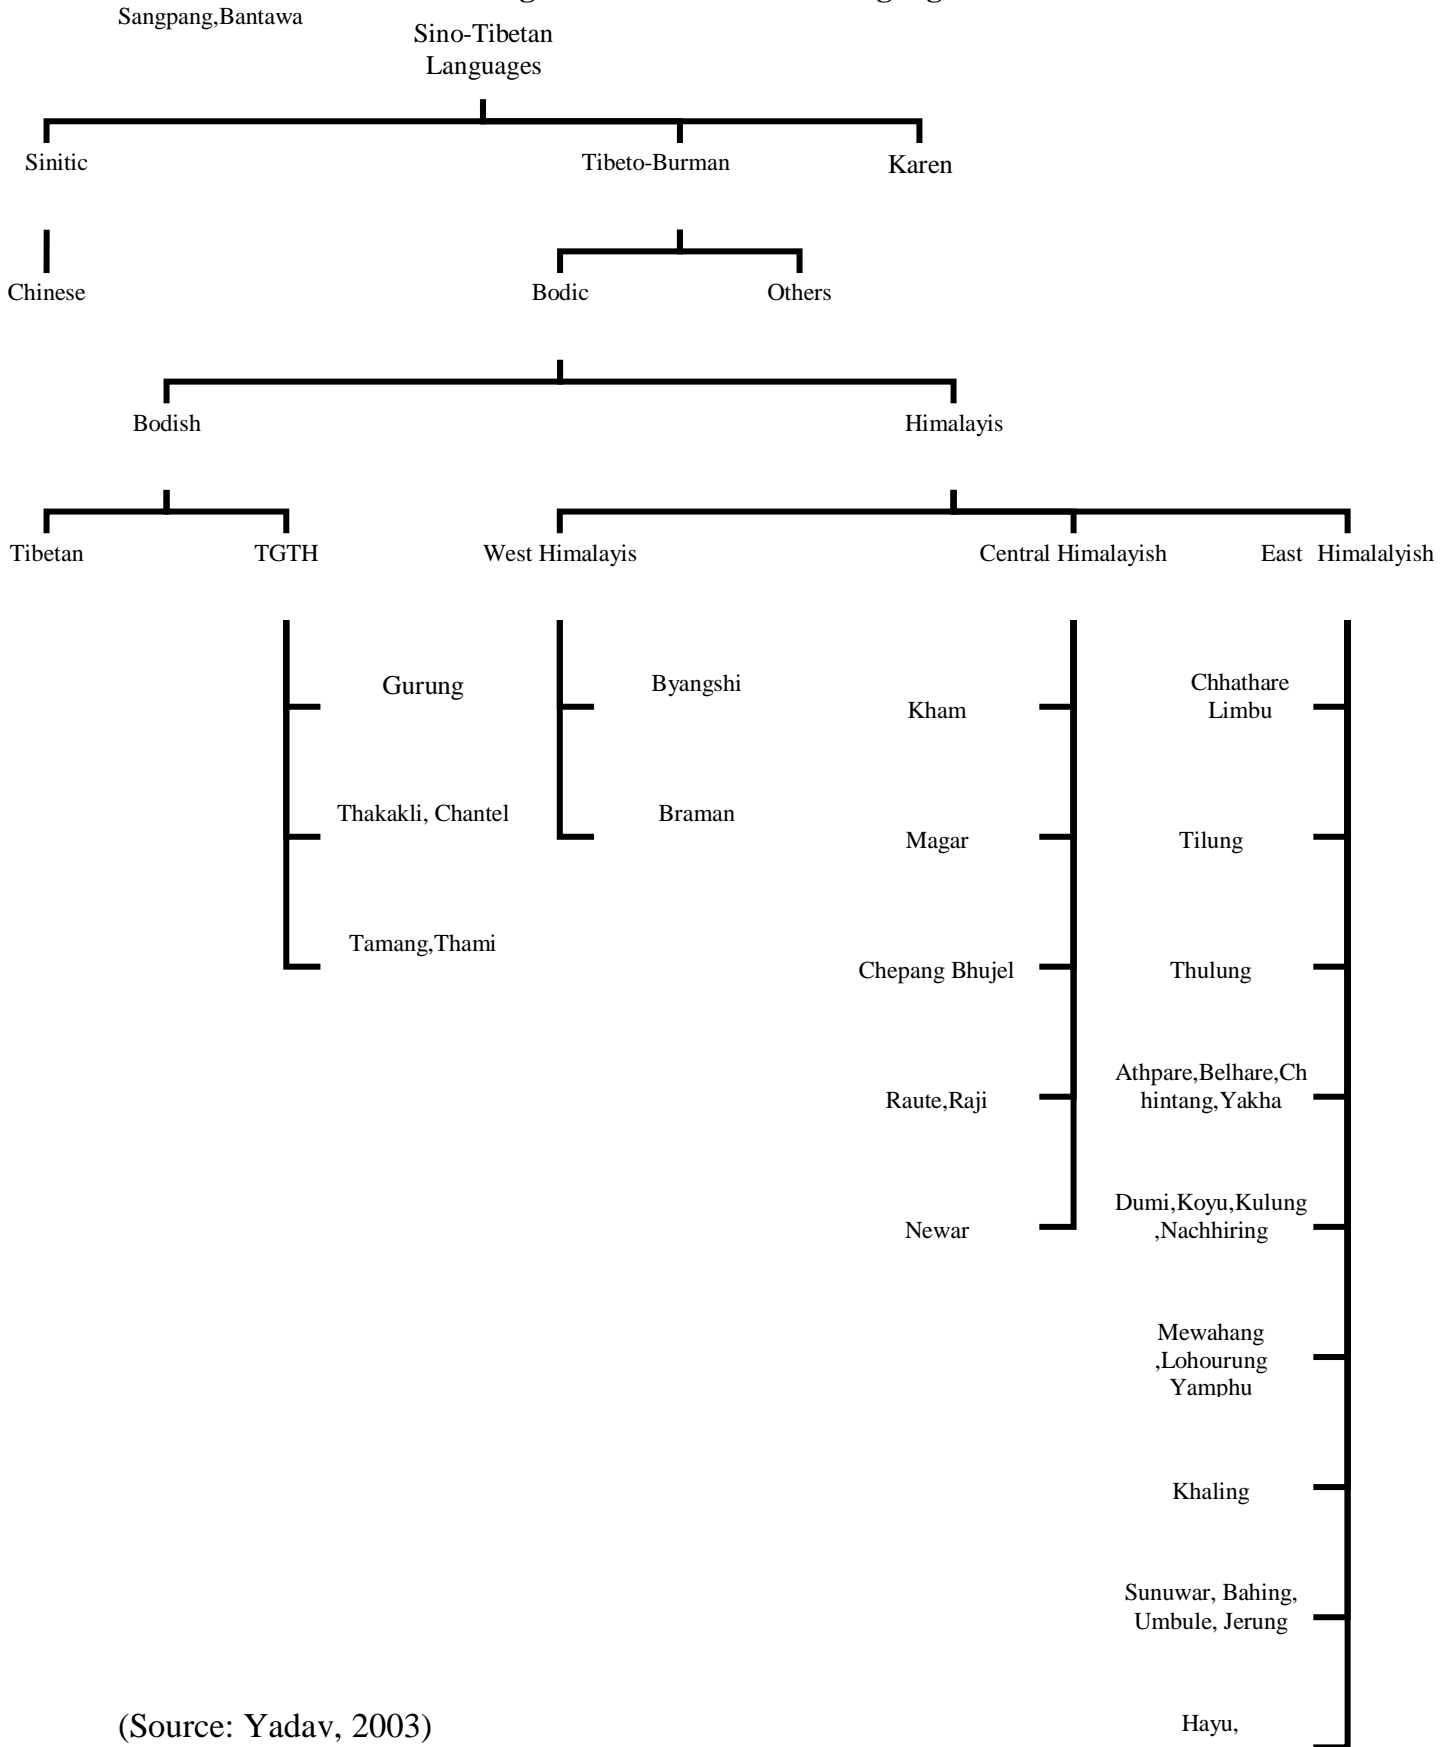 Sangpang,Bantawa
Sino-Tibetan
Languages
Sinitic
Tibeto-Burman
Karen
Chinese
Bodic
Others
Bodish
Himalayis
Tibetan
TGTH
West Himalayis
Central Himalayish
East Himalalyish
Gurung
Thakakli, Chantel
Tamang,Thami
Byangshi
Braman
Kham
Magar
Chepang Bhujel
Raute,Raji
Newar
Chhathare
Limbu
Tilung
Thulung
Athpare,Belhare,Ch
hintang,Yakha
Dumi,Koyu,Kulung
,Nachhiring
Mewahang
,Lohourung
Yamphu
Khaling
Sunuwar, Bahing,
Umbule, Jerung
Hayu,
(Source: Yadav, 2003)